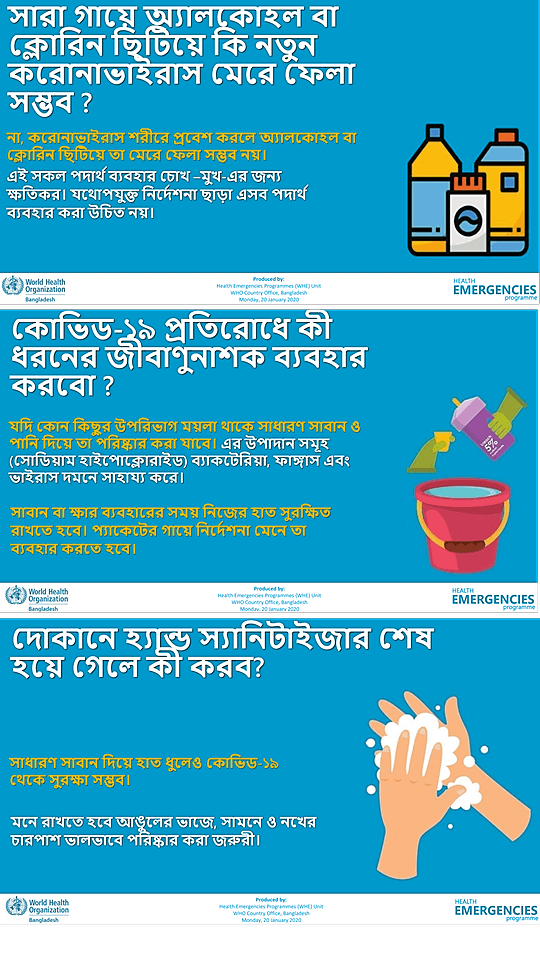 সারা গায়ে অ্যালকোহল বা
ক্লোরিন ছিটিয়ে কি নতুন
করোনাভাইরাস মেরে ফেলা
সম্ভব ?
না, করোনাভাইরাস শরীরে প্রবেশ করলে অ্যালকোহল বা
ক্লোরিন ছিটিয়ে তা মেরে ফেলা সম্ভব নয়।
এই সকল পদার্থ ব্যবহার চোখ –মুখ-এর জন্য
ক্ষতিকর। যথোপযুক্ত নির্দেশনা ছাড়া এসব পদার্থ
ব্যবহার করা উচিত নয়।
World Health
Organization
Bangladesh
Produced by:
Health Emergencies Programmes (WHE) Unit
WHO Country Office, Bangladesh
Monday, 20 January 2020
HEALTH
EMERGENCIES
programme
কোভিড-১৯ প্রতিরোধে কী
ধরনের জীবাণুনাশক ব্যবহার
করবো ?
যদি কোন কিছুর উপরিভাগ ময়লা থাকে সাধারণ সাবান ও
পানি দিয়ে তা পরিষ্কার করা যাবে। এর উপাদান সমূহ
(সোডিয়াম হাইপোক্লোরাইড) ব্যাকটেরিয়া, ফাঙ্গাস এবং
ভাইরাস দমনে সাহায্য করে।
সাবান বা ক্ষার ব্যবহারের সময় নিজের হাত সুরক্ষিত
রাখতে হবে। প্যাকেটের গায়ে নির্দেশনা মেনে তা
ব্যবহার করতে হবে।
5%
World Health
Organization
Bangladesh
Produced by:
Health Emergencies Programmes (WHE) Unit
WHO Country Office, Bangladesh
Monday, 20 January 2020
HEALTH
EMERGENCIES
programme
দোকানে হ্যান্ড স্যানিটাইজার শেষ
হয়ে গেলে কী করব?
সাধারণ সাবান দিয়ে হাত ধুলেও কোভিড-১৯
থেকে সুরক্ষা সম্ভব।
মনে রাখতে হবে আঙুলের ভাজে, সামনে ও নখের
চারপাশ ভালভাবে পরিষ্কার করা জরুরী।
World Health
Organization
Bangladesh
Produced by:
Health Emergencies Programmes (WHE) Unit
WHO Country Office, Bangladesh
Monday, 20 January 2020
HEALTH
EMERGENCIES
programme